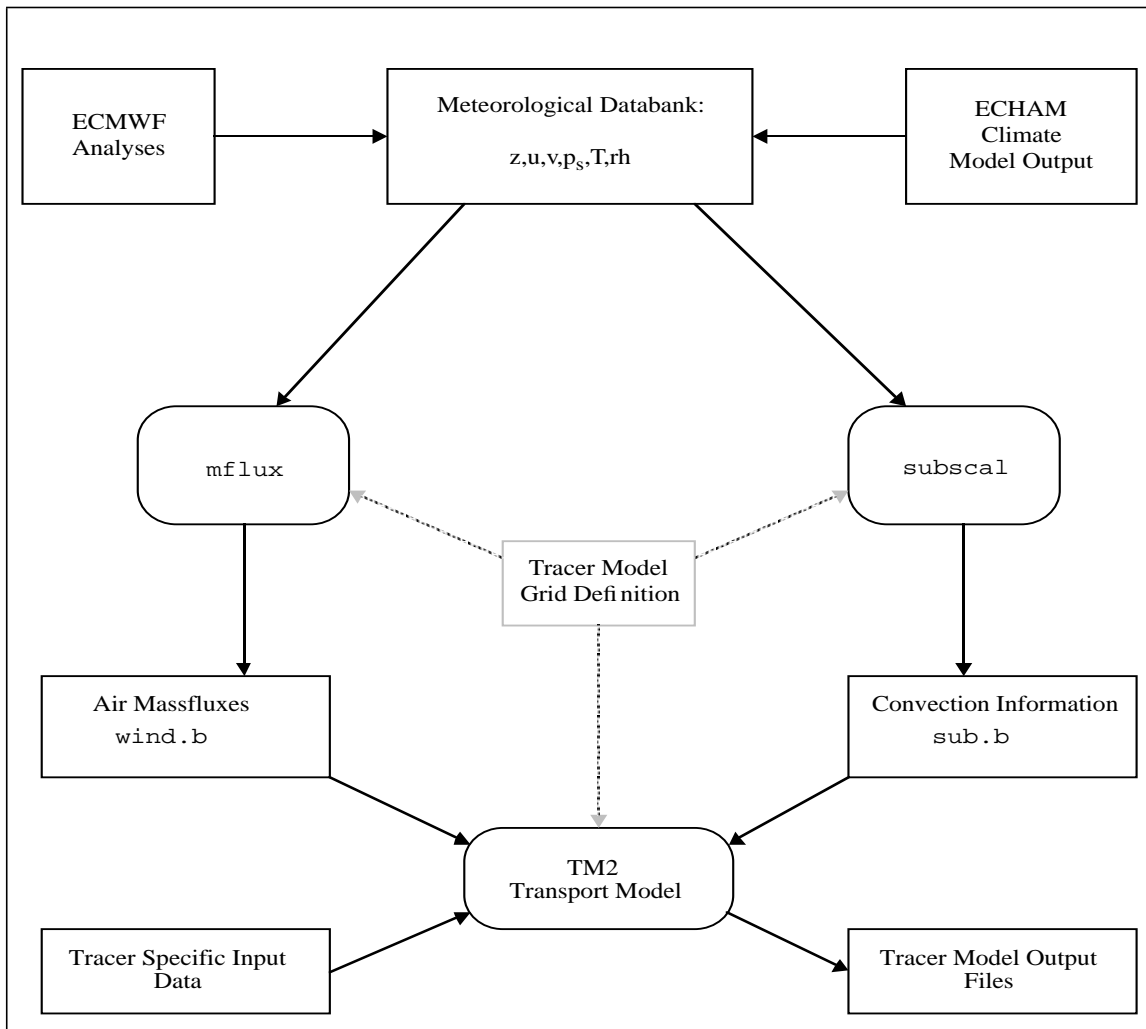 ECMWF
Analyses
Meteorological Databank:
z,u,v,pₛ,T,rh
ECHAM
Climate
Model Output
mflux
subscal
Tracer Model
Grid Definition
Air Massfluxes
wind.b
Convection Information
sub.b
TM2
Transport Model
Tracer Specific Input
Data
Tracer Model Output
Files